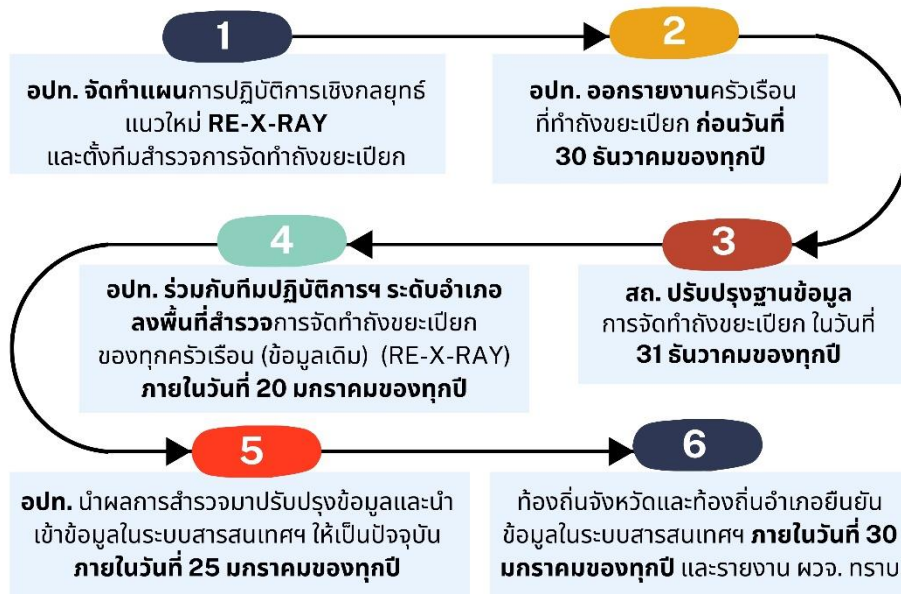 1
อปท. จัดทำแผนการปฏิบัติการเชิงกลยุทธ์
แนวใหม่ RE-X-RAY
และตั้งทีมสำรวจการจัดทำถังขยะเปียก
2
อปท. ออกรายงานครัวเรือน
ที่ทำถังขยะเปียก ก่อนวันที่
30 ธันวาคมของทุกปี
3
สถ. ปรับปรุงฐานข้อมูล
การจัดทำถังขยะเปียก ในวันที่
31 ธันวาคมของทุกปี
4
อปท. ร่วมกับทีมปฏิบัติการฯ ระดับอำเภอ
ลงพื้นที่สำรวจการจัดทำถังขยะเปียก
ของทุกครัวเรือน (ข้อมูลเดิม) (RE-X-RAY)
ภายในวันที่ 20 มกราคมของทุกปี
5
อปท. นำผลการสำรวจมาปรับปรุงข้อมูลและนำ
เข้าข้อมูลในระบบสารสนเทศฯ ให้เป็นปัจจุบัน
ภายในวันที่ 25 มกราคมของทุกปี
6
ท้องถิ่นจังหวัดและท้องถิ่นอำเภอยืนยัน
ข้อมูลในระบบสารสนเทศฯ ภายในวันที่ 30
มกราคมของทุกปี และรายงาน ผวจ. ทราบ